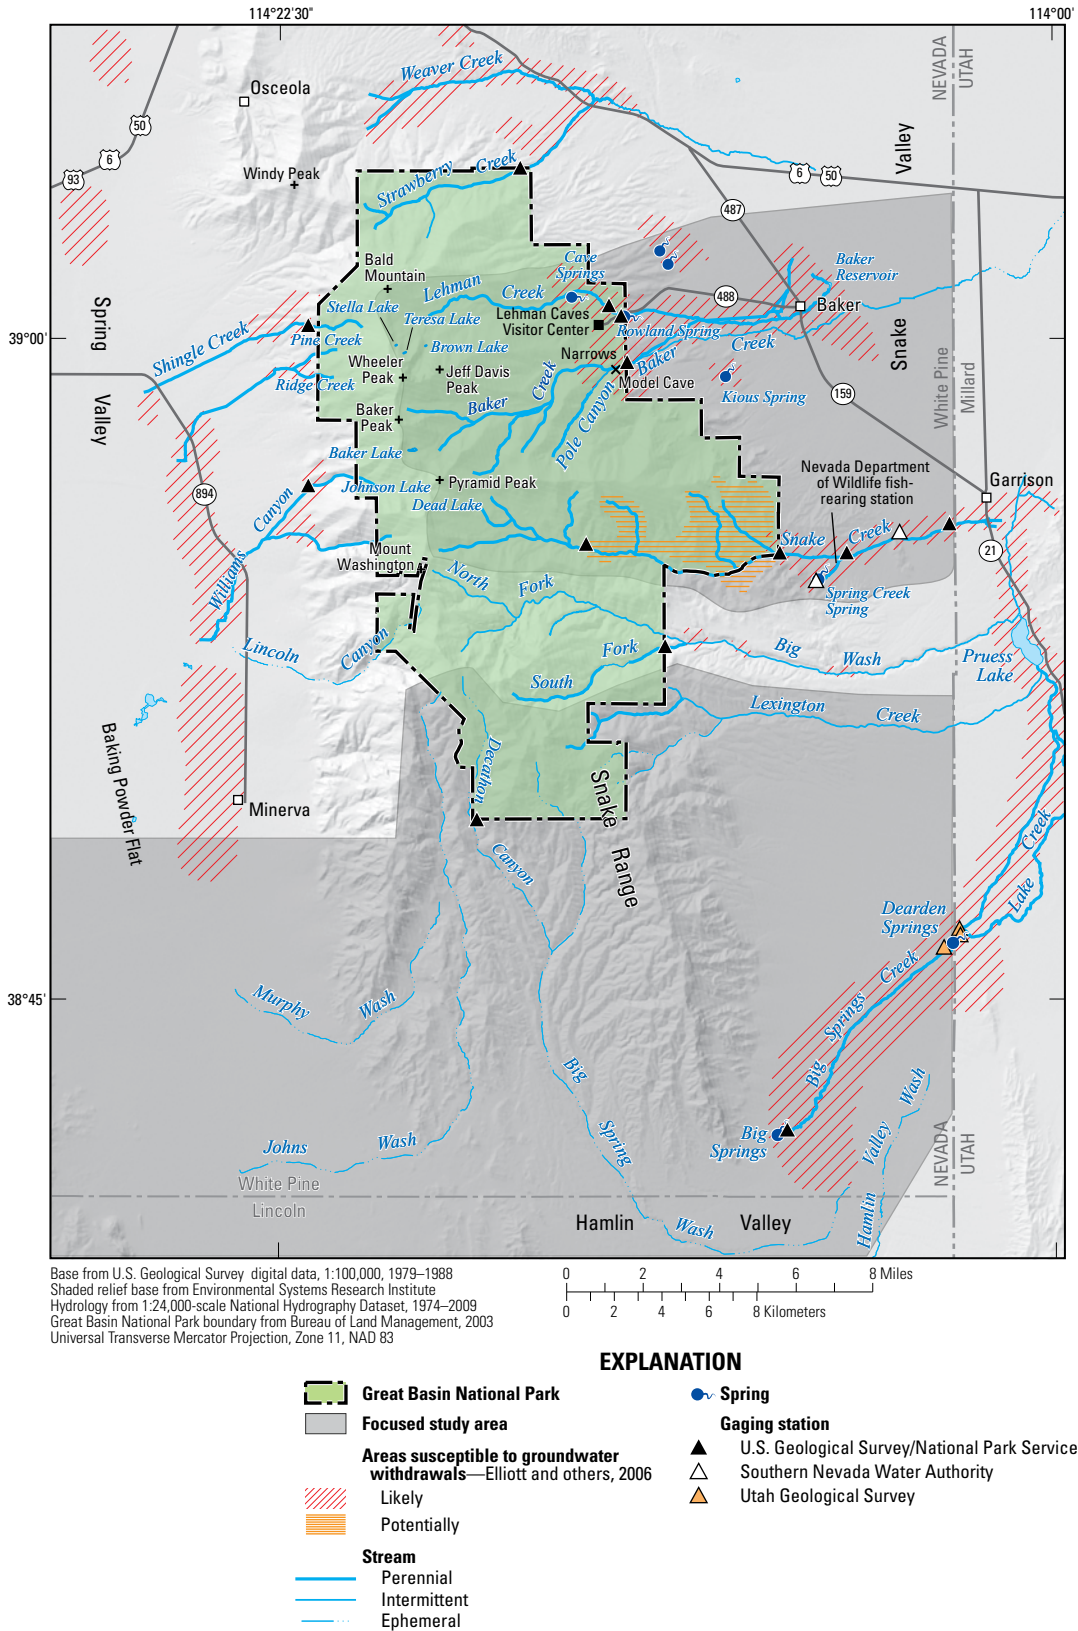 114°22'30"
114°00'
Weaver Creek
NEVADA
UTAH
Osceola
50
6
93
Windy Peak
Strawberry Creek
Valley
6
50
487
Bald
Mountain
Cave
Springs
Baker
Reservoir
Lehman Creek
488
Baker
Spring
Stella Lake
Teresa Lake
Lehman Caves
Visitor Center
Rowland Spring
39°00'
Shingle Creek
Pine Creek
Brown Lake
Narrows
Baker Creek
Snake
White Pine
Millard
Wheeler
Peak
Jeff Davis
Peak
Model Cave
Ridge Creek
Kious Spring
159
Valley
Baker
Peak
Baker Creek
Pole Canyon
Baker Lake
Nevada Department
of Wildlife fish-
rearing station
Garrison
Pyramid Peak
Johnson Lake
Dead Lake
894
Canyon
Williams
Snake Creek
21
Mount
Washington
North Fork
Spring Creek
Spring
Lincoln Canyon
Fork
South
Big Wash
Pruess
Lake
Lexington Creek
Baking Powder Flat
Decathon
Canyon
Snake
Range
Minerva
Creek
Lake
Dearden
Springs
38°45'
Murphy Wash
Big Springs Creek
Big
Spring
Wash
Big
Springs
Valley
Wash
Hamlin
NEVADA
UTAH
Johns Wash
White Pine
Lincoln
Hamlin Valley
Base from U.S. Geological Survey digital data, 1:100,000, 1979–1988
Shaded relief base from Environmental Systems Research Institute
Hydrology from 1:24,000-scale National Hydrography Dataset, 1974–2009
Great Basin National Park boundary from Bureau of Land Management, 2003
Universal Transverse Mercator Projection, Zone 11, NAD 83
0 2 4 6 8 Miles
0 2 4 6 8 Kilometers
EXPLANATION
Great Basin National Park
Focused study area
Areas susceptible to groundwater
withdrawals—Elliott and others, 2006
Likely
Potentially
Stream
Perennial
Intermittent
Ephemeral
Spring
Gaging station
U.S. Geological Survey/National Park Service
Southern Nevada Water Authority
Utah Geological Survey